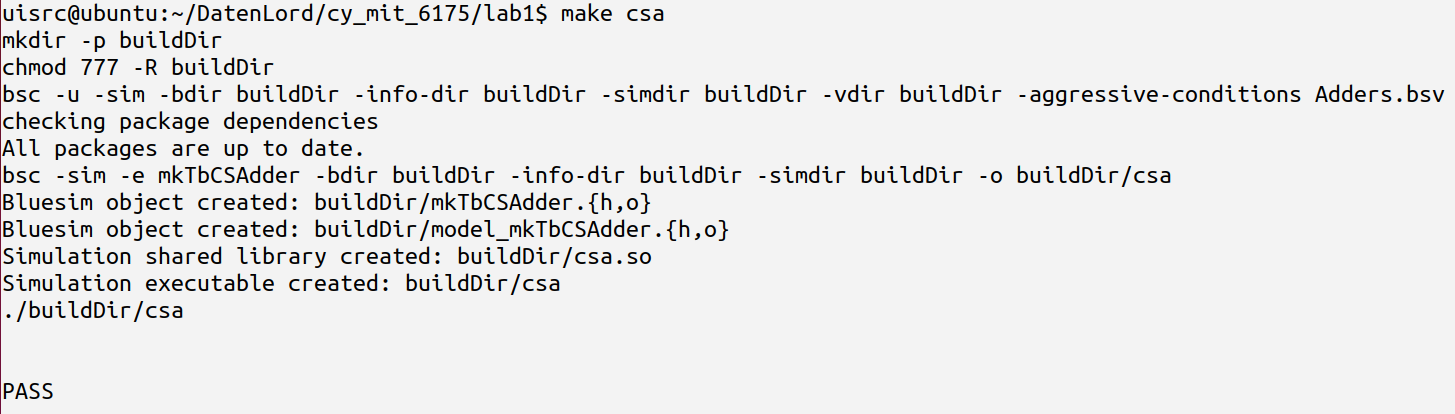 uisrc@ubuntu:~/DatenLord/cy_mit_6175/lab1$ make csa
mkdir -p buildDir
chmod 777 -R buildDir
bsc -u -sim -bdir buildDir -info-dir buildDir -simdir buildDir -vdir buildDir -aggressive-conditions Adders.bsv
checking package dependencies
All packages are up to date.
bsc -sim -e mkTbCSAdder -bdir buildDir -info-dir buildDir -simdir buildDir -o buildDir/csa
Bluesim object created: buildDir/mkTbCSAdder.{h,o}
Bluesim object created: buildDir/model_mkTbCSAdder.{h,o}
Simulation shared library created: buildDir/csa.so
Simulation executable created: buildDir/csa
./buildDir/csa
PASS